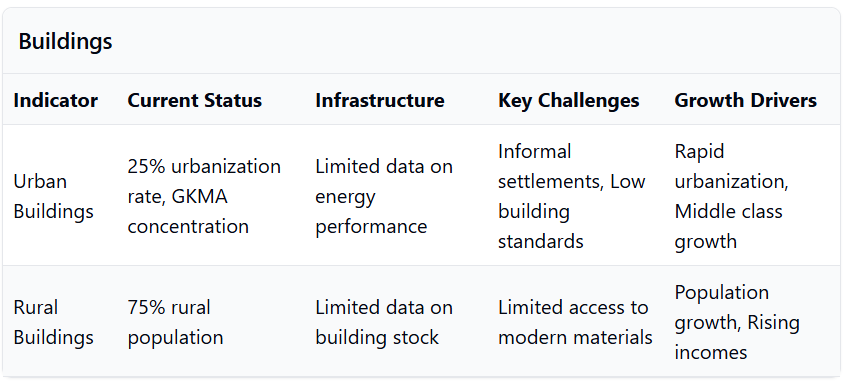 Buildings
Indicator Current Status Infrastructure Key Challenges Growth Drivers
Urban Buildings 25% urbanization rate, GKMA concentration Limited data on energy performance Informal settlements, Low building standards Rapid urbanization, Middle class growth
Rural Buildings 75% rural population Limited data on building stock Limited access to modern materials Population growth, Rising incomes